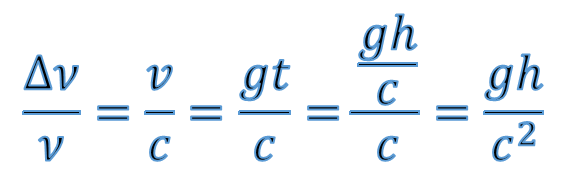 Δν/ν = v/c = gt/c = (gh/c)/c = gh/c²